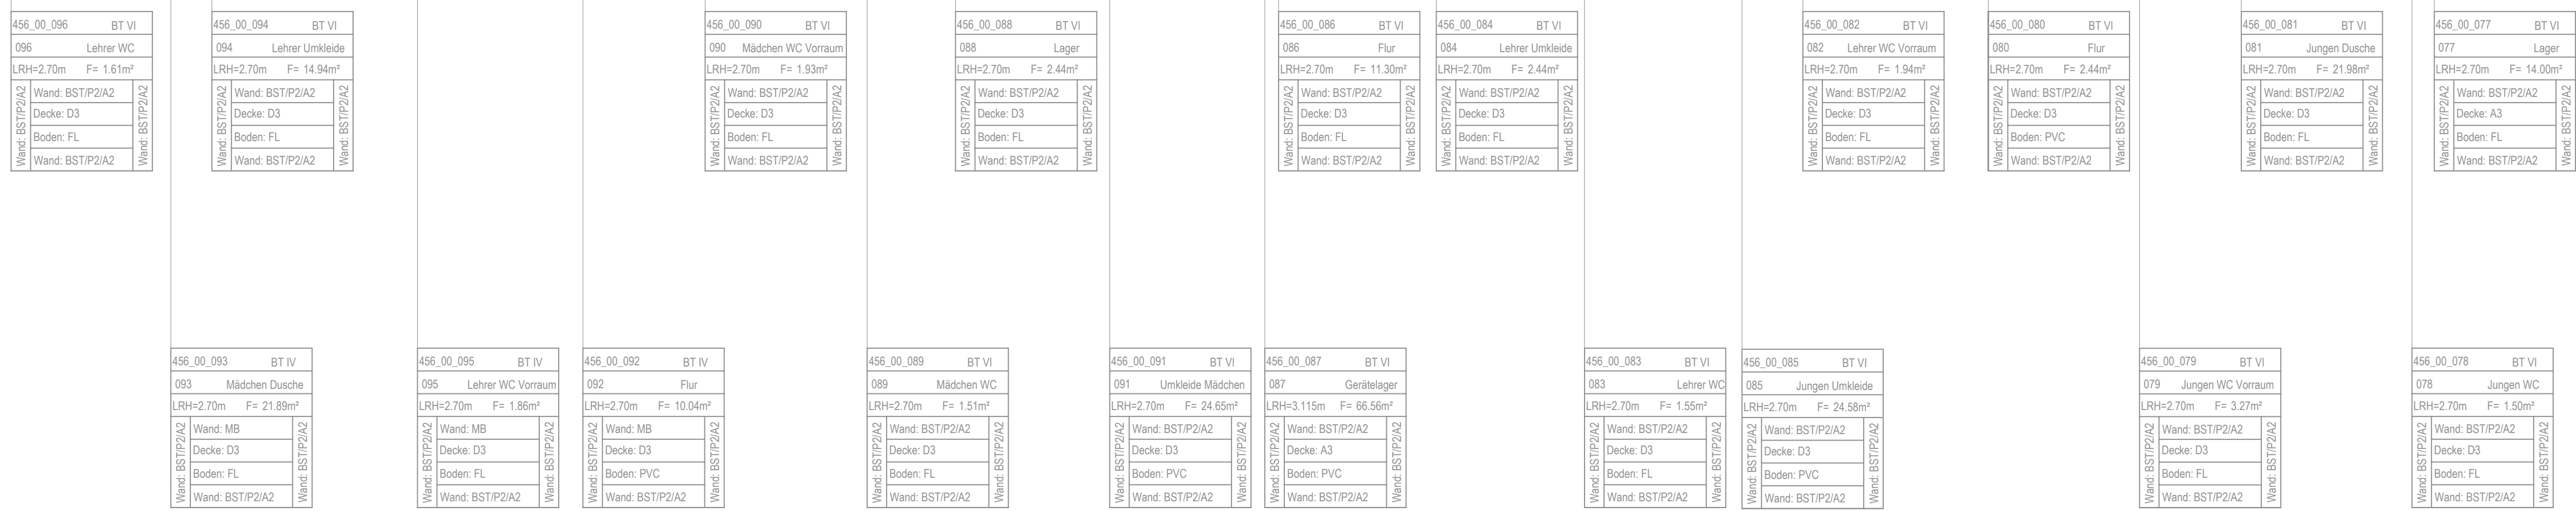 456_00_096 BT VI
096 Lehrer WC
LRH=2.70m F= 1.61m²
Wand: BST/P2/A2
Wand: BST/P2/A2
Decke: D3
Boden: FL
Wand: BST/P2/A2
Wand: BST/P2/A2
456_00_094 BT VI
094 Lehrer Umkleide
LRH=2.70m F= 14.94m²
Wand: BST/P2/A2
Wand: BST/P2/A2
Decke: D3
Boden: FL
Wand: BST/P2/A2
Wand: BST/P2/A2
456_00_090 BT VI
090 Mädchen WC Vorraum
LRH=2.70m F= 1.93m²
Wand: BST/P2/A2
Wand: BST/P2/A2
Decke: D3
Boden: FL
Wand: BST/P2/A2
Wand: BST/P2/A2
456_00_088 BT VI
088 Lager
LRH=2.70m F= 2.44m²
Wand: BST/P2/A2
Wand: BST/P2/A2
Decke: D3
Boden: FL
Wand: BST/P2/A2
Wand: BST/P2/A2
456_00_086 BT VI
086 Flur
LRH=2.70m F= 11.30m²
Wand: BST/P2/A2
Wand: BST/P2/A2
Decke: D3
Boden: FL
Wand: BST/P2/A2
Wand: BST/P2/A2
456_00_084 BT VI
084 Lehrer Umkleide
LRH=2.70m F= 2.44m²
Wand: BST/P2/A2
Wand: BST/P2/A2
Decke: D3
Boden: FL
Wand: BST/P2/A2
Wand: BST/P2/A2
456_00_082 BT VI
082 Lehrer WC Vorraum
LRH=2.70m F= 1.94m²
Wand: BST/P2/A2
Wand: BST/P2/A2
Decke: D3
Boden: FL
Wand: BST/P2/A2
Wand: BST/P2/A2
456_00_080 BT VI
080 Flur
LRH=2.70m F= 2.44m²
Wand: BST/P2/A2
Wand: BST/P2/A2
Decke: D3
Boden: PVC
Wand: BST/P2/A2
Wand: BST/P2/A2
456_00_081 BT VI
081 Jungen Dusche
LRH=2.70m F= 21.98m²
Wand: BST/P2/A2
Wand: BST/P2/A2
Decke: D3
Boden: FL
Wand: BST/P2/A2
Wand: BST/P2/A2
456_00_077 BT VI
077 Lager
LRH=2.70m F= 14.00m²
Wand: BST/P2/A2
Wand: BST/P2/A2
Decke: A3
Boden: FL
Wand: BST/P2/A2
Wand: BST/P2/A2
456_00_093 BT IV
093 Mädchen Dusche
LRH=2.70m F= 21.89m²
Wand: BST/P2/A2
Wand: MB
Decke: D3
Boden: FL
Wand: BST/P2/A2
Wand: BST/P2/A2
456_00_095 BT IV
095 Lehrer WC Vorraum
LRH=2.70m F= 1.86m²
Wand: BST/P2/A2
Wand: MB
Decke: D3
Boden: FL
Wand: BST/P2/A2
Wand: BST/P2/A2
456_00_092 BT IV
092 Flur
LRH=2.70m F= 10.04m²
Wand: BST/P2/A2
Wand: MB
Decke: D3
Boden: PVC
Wand: BST/P2/A2
Wand: BST/P2/A2
456_00_089 BT VI
089 Mädchen WC
LRH=2.70m F= 1.51m²
Wand: BST/P2/A2
Wand: BST/P2/A2
Decke: D3
Boden: FL
Wand: BST/P2/A2
Wand: BST/P2/A2
456_00_091 BT VI
091 Umkleide Mädchen
LRH=2.70m F= 24.65m²
Wand: BST/P2/A2
Wand: BST/P2/A2
Decke: D3
Boden: PVC
Wand: BST/P2/A2
Wand: BST/P2/A2
456_00_087 BT VI
087 Gerätelager
LRH=3.115m F= 66.56m²
Wand: BST/P2/A2
Wand: BST/P2/A2
Decke: A3
Boden: PVC
Wand: BST/P2/A2
Wand: BST/P2/A2
456_00_083 BT VI
083 Lehrer WC
LRH=2.70m F= 1.55m²
Wand: BST/P2/A2
Wand: BST/P2/A2
Decke: D3
Boden: FL
Wand: BST/P2/A2
Wand: BST/P2/A2
456_00_085 BT VI
085 Jungen Umkleide
LRH=2.70m F= 24.58m²
Wand: BST/P2/A2
Wand: BST/P2/A2
Decke: D3
Boden: PVC
Wand: BST/P2/A2
Wand: BST/P2/A2
456_00_079 BT VI
079 Jungen WC Vorraum
LRH=2.70m F= 3.27m²
Wand: BST/P2/A2
Wand: BST/P2/A2
Decke: D3
Boden: FL
Wand: BST/P2/A2
Wand: BST/P2/A2
456_00_078 BT VI
078 Jungen WC
LRH=2.70m F= 1.50m²
Wand: BST/P2/A2
Wand: BST/P2/A2
Decke: D3
Boden: FL
Wand: BST/P2/A2
Wand: BST/P2/A2